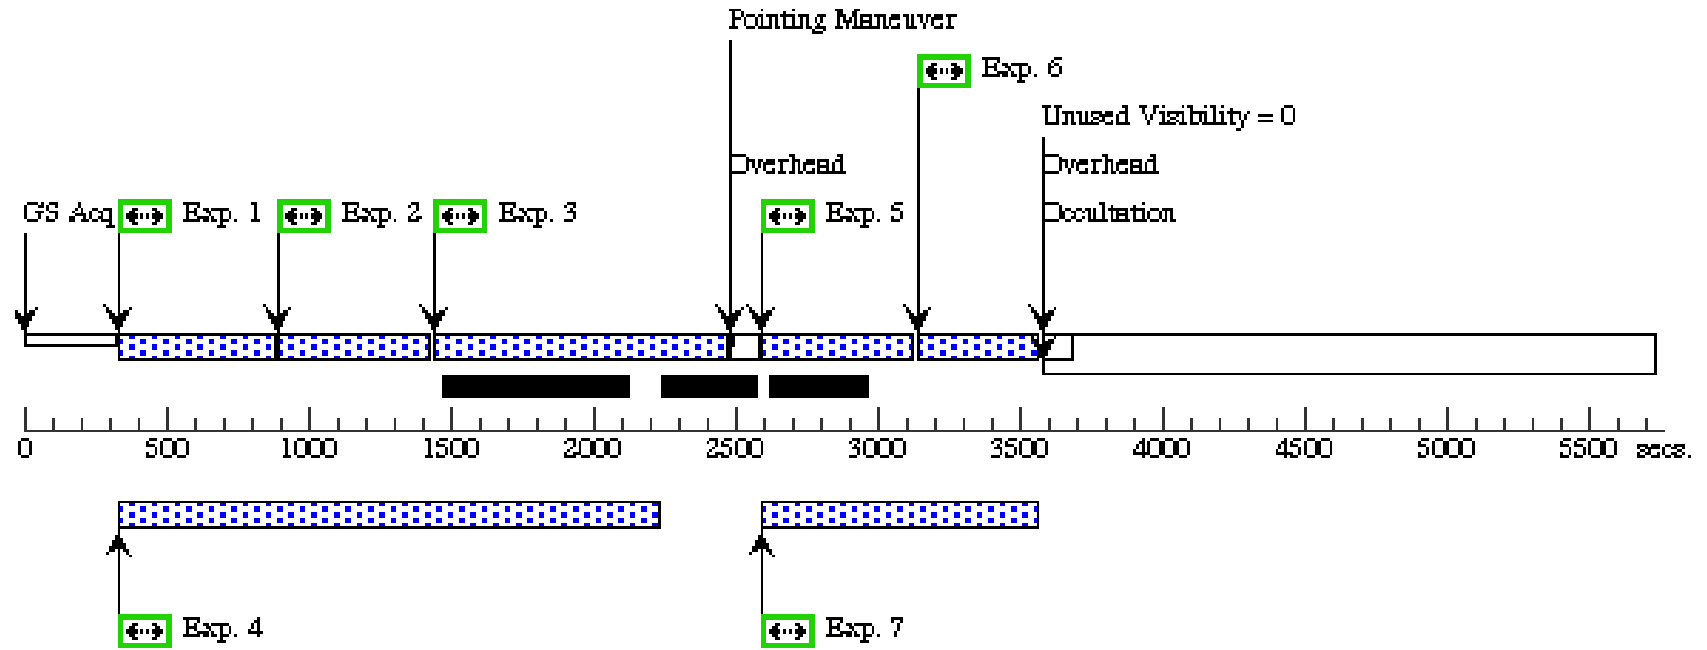 Pointing Maneuver
Exp. 6
Unused Visibility = 0
Overhead
Overhead
GS Acq
Exp. 1
Exp. 2
Exp. 3
Exp. 5
Occultation
0 500 1000 1500 2000 2500 3000 3500 4000 4500 5000 5500 secs.
Exp. 4
Exp. 7